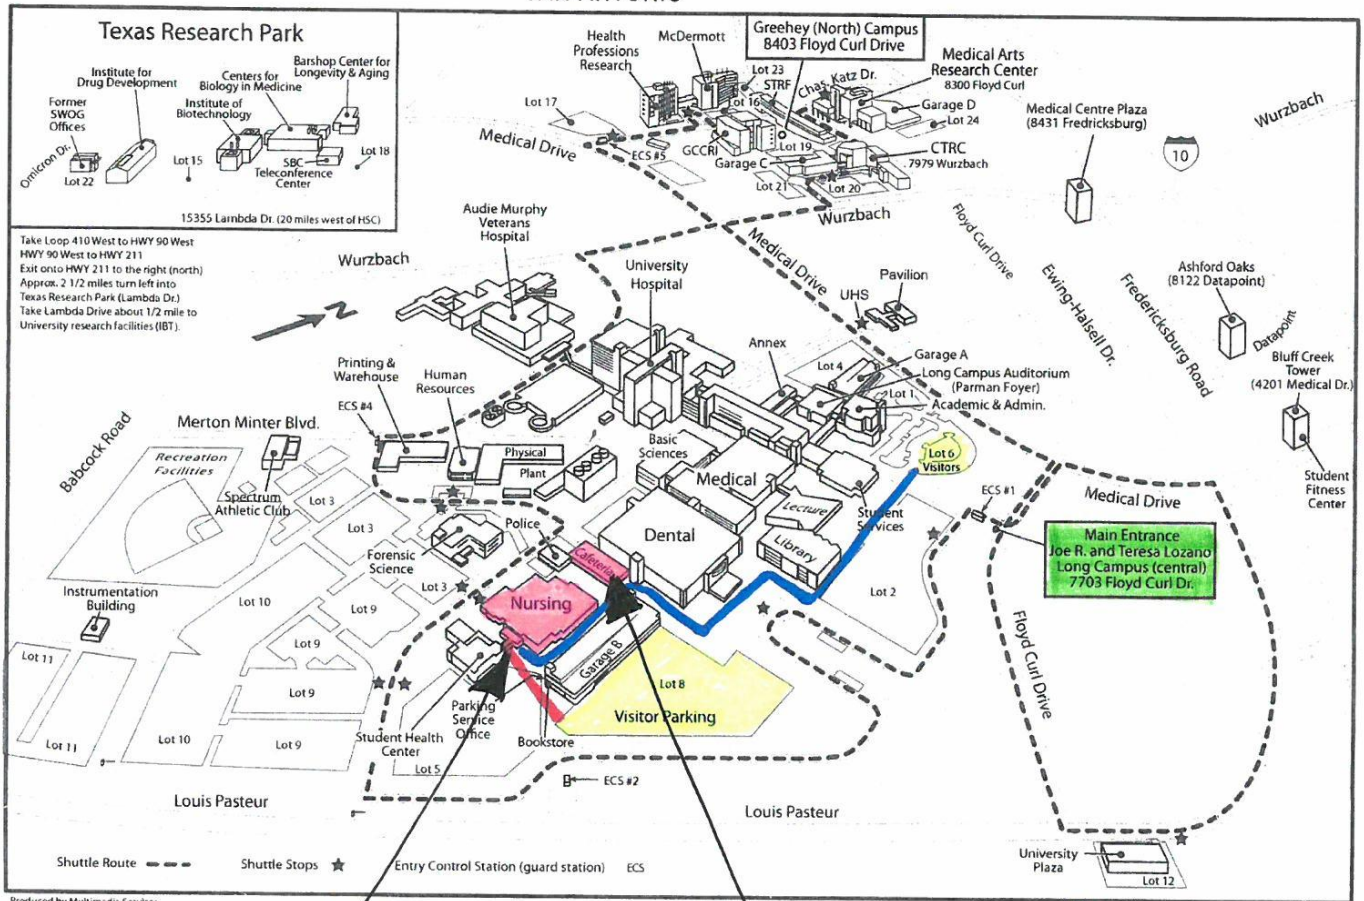 Texas Research Park
Institute for
Drug Development
Centers for
Biology in Medicine
Barshop Center for
Longevity & Aging
Former
SWOG
Offices
Institute of
Biotechnology
Omicron Dr.
Lot 22
Lot 15
SBC
Teleconference
Center
Lot 18
15355 Lambda Dr. (20 miles west of HSC)
Take Loop 410 West to HWY 90 West
HWY 90 West to HWY 211
Exit onto HWY 211 to the right (north)
Approx. 2 1/2 miles turn left into
Texas Research Park (Lambda Dr.)
Take Lambda Drive about 1/2 mile to
University research facilities (IBT).
N
Health
Professions
Research
McDermott
Greehey (North) Campus
8403 Floyd Curl Drive
Lot 23
STRF
Lot 16
Chas. Katz Dr.
Medical Arts
Research Center
8300 Floyd Curl
Garage D
Lot 24
Lot 17
Medical Drive
ECS #5
GCCRI
Lot 19
Garage C
CTRC
7979 Wurzbach
Lot 21
Lot 20
Wurzbach
Medical Centre Plaza
(8431 Fredricksburg)
10
Wurzbach
Audie Murphy
Veterans
Hospital
Wurzbach
University
Hospital
Medical Drive
Floyd Curl Drive
Ewing-Halsell Dr.
Fredericksburg Road
Ashford Oaks
(8122 Datapoint)
Datapoint
Bluff Creek
Tower
(4201 Medical Dr.)
Student
Fitness
Center
Pavilion
UHS
Annex
Lot 4
Garage A
Long Campus Auditorium
(Parman Foyer)
Lot 1
Academic & Admin.
Printing &
Warehouse
Human
Resources
ECS #4
Merton Minter Blvd.
Babcock Road
Recreation
Facilities
Spectrum
Athletic Club
Physical
Plant
Basic
Sciences
Medical
Lot 6
Visitors
Lecture
Student
Services
Library
Dental
ECS #1
Medical Drive
Main Entrance
Joe R. and Teresa Lozano
Long Campus (central)
7703 Floyd Curl Dr.
Lot 3
Lot 3
Police
Forensic
Science
Cafeteria
Lot 3
Nursing
Lot 2
Instrumentation
Building
Lot 10
Lot 9
Lot 9
Lot 11
Lot 9
Garage B
Lot 8
Visitor Parking
Floyd Curl Drive
Parking
Service
Office
Bookstore
Student Health
Center
Lot 11
Lot 10
Lot 9
Lot 5
ECS #2
Louis Pasteur
Louis Pasteur
University
Plaza
Lot 12
Shuttle Route
Shuttle Stops
Entry Control Station (guard station) ECS